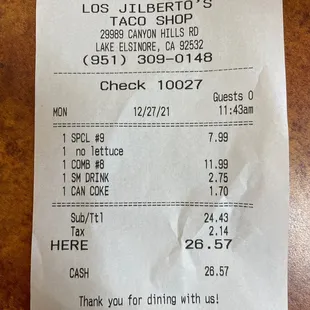 LOS JILBERTO'S
TACO SHOP
29989 CANYON HILLS RD
LAKE ELSINORE, CA 92532
(951) 309-0148
Check 10027
Guests 0
MON 12/27/21 11:43am
1 SPCL #9 7.99
1 no lettuce
1 COMB #8 11.99
1 SM DRINK 2.75
1 CAN COKE 1.70
Sub/Ttl 24.43
Tax 2.14
HERE 26.57
CASH 26.57
Thank you for dining with us!